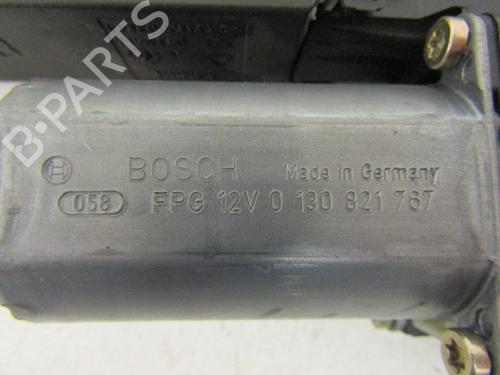 B-PARTS
BOSCH Made in Germany
058 FPG 12V 0 130 821 767